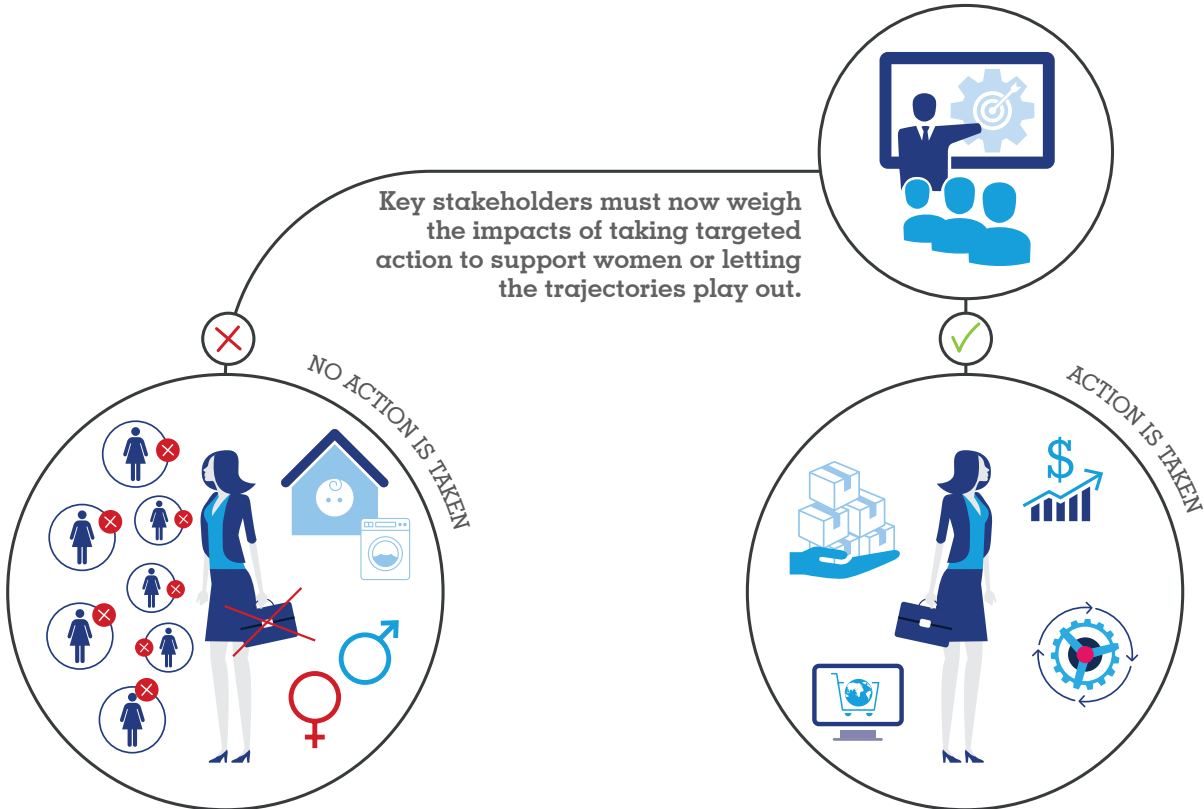 Key stakeholders must now weigh
the impacts of taking targeted
action to support women or letting
the trajectories play out.
NO ACTION IS TAKEN
ACTION IS TAKEN
$